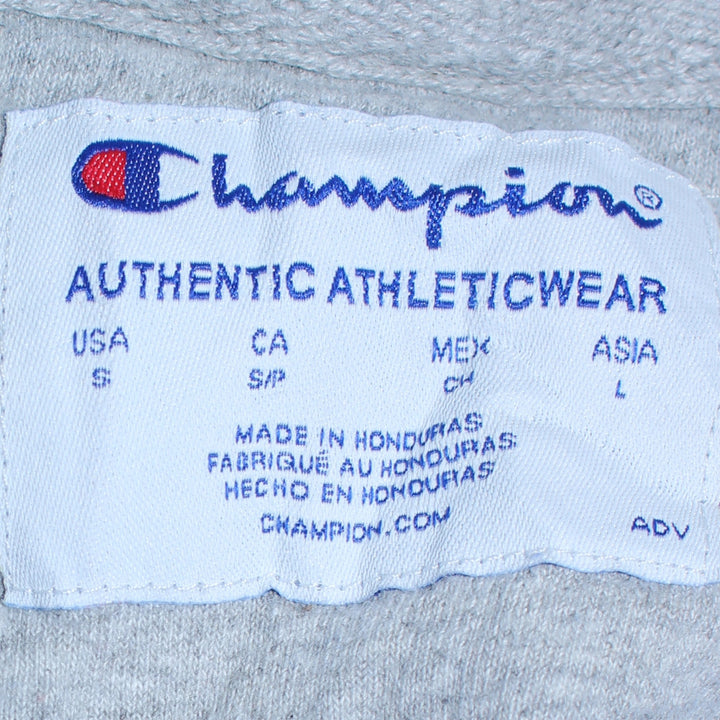 Champion®
AUTHENTIC ATHLETICWEAR
USA CA MEX ASIA
S S/P CH L
MADE IN HONDURAS
FABRIQUÉ AU HONDURAS
HECHO EN HONDURAS
CHAMPION.COM ADV